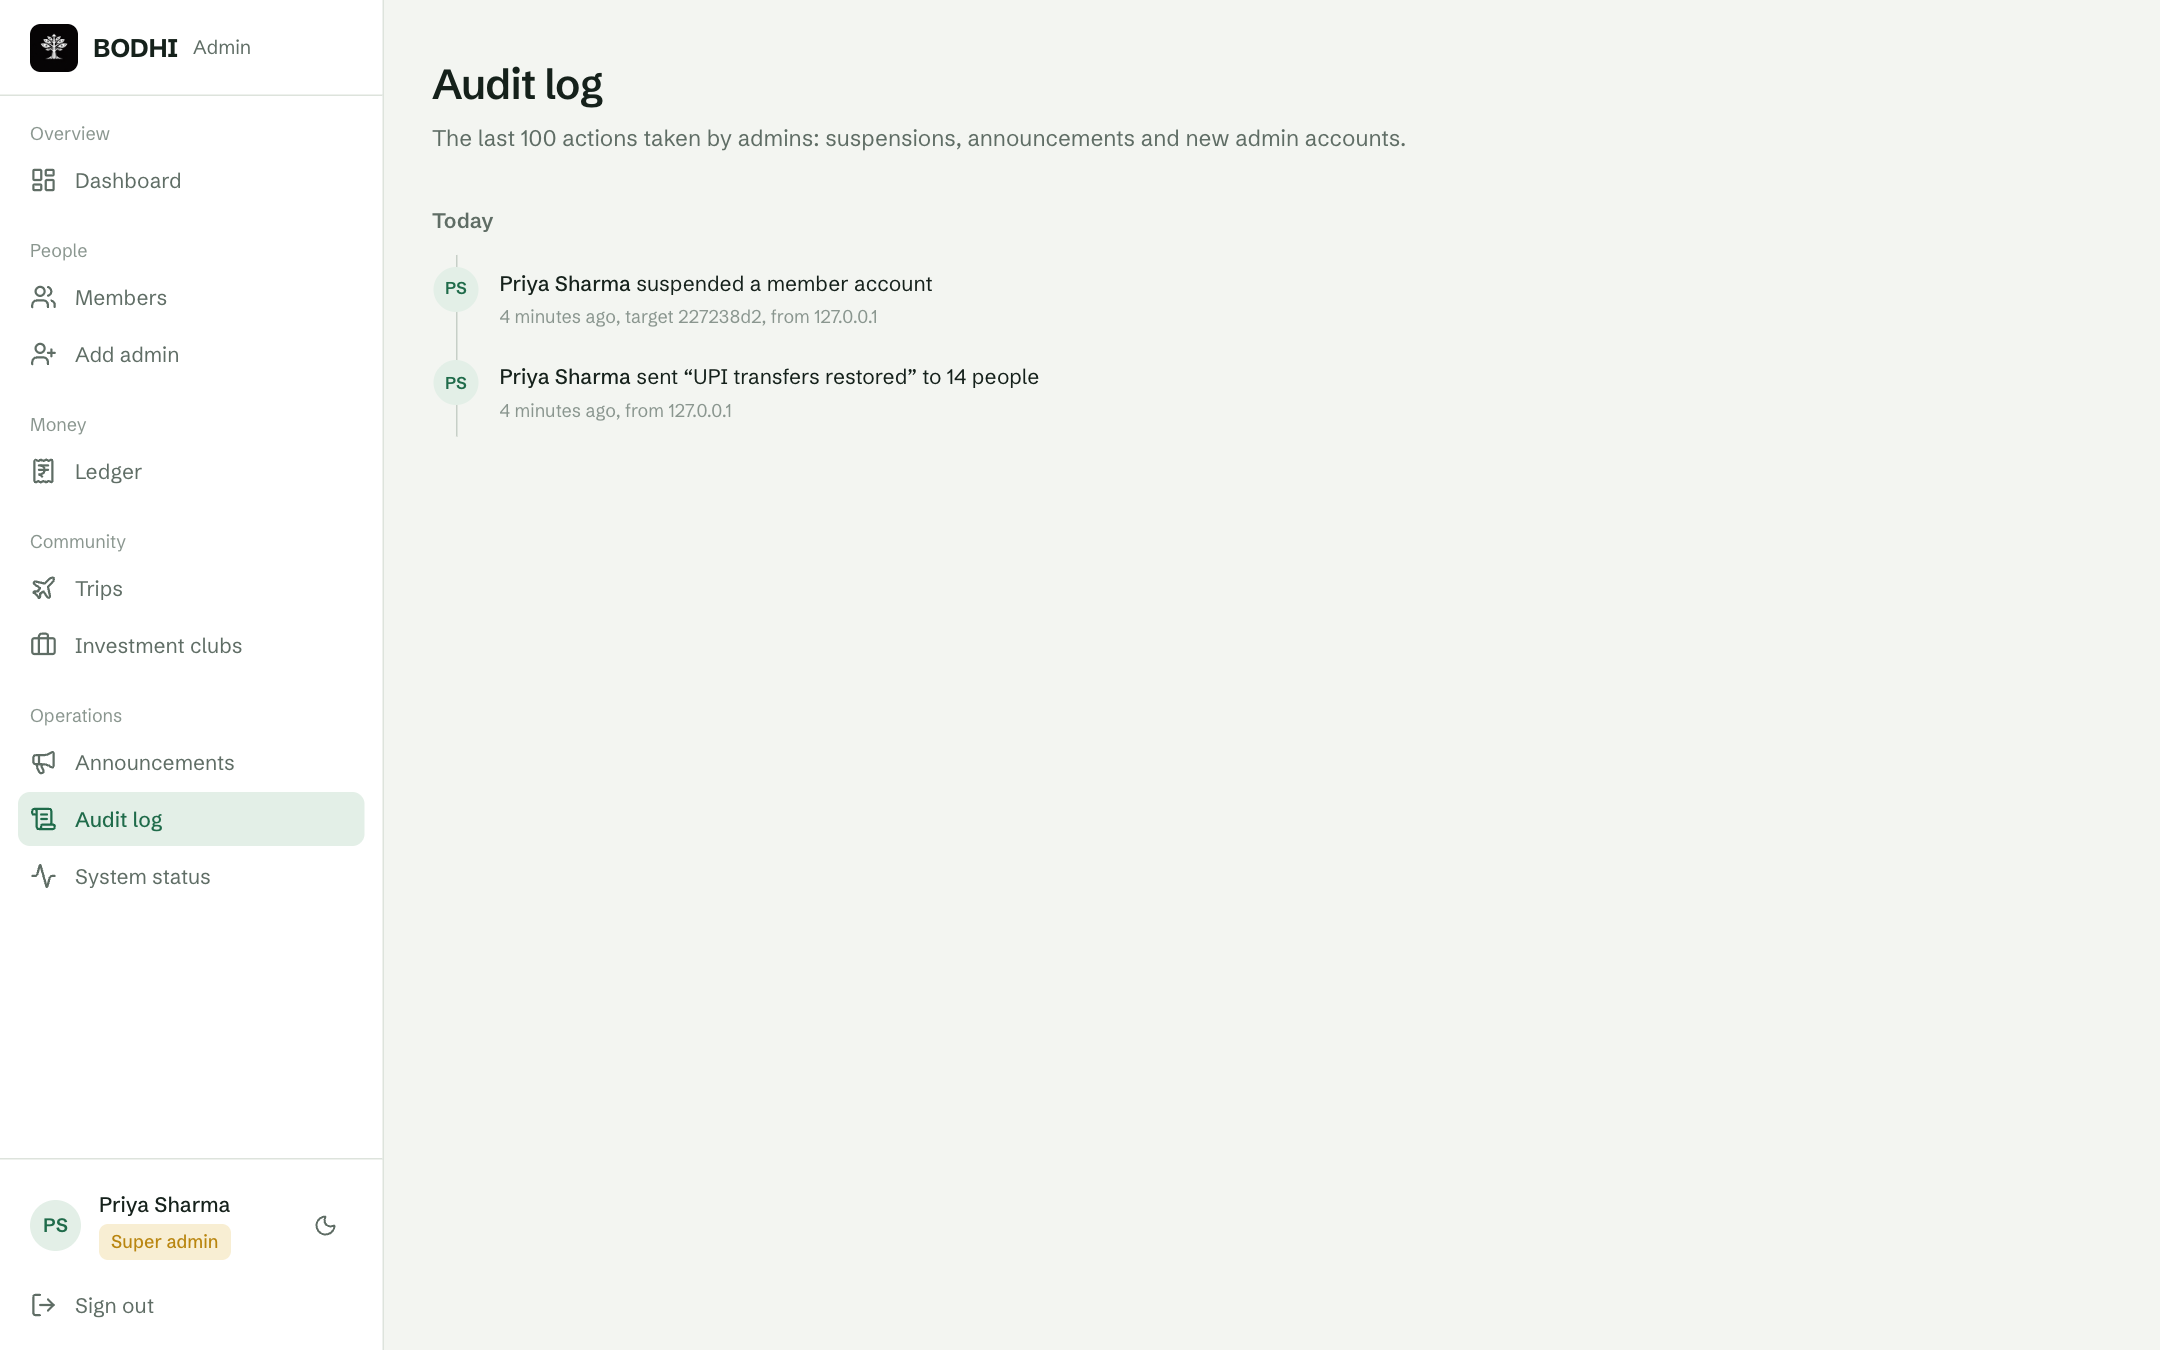 BODHI Admin
Overview
Dashboard
People
Members
Add admin
Money
Ledger
Community
Trips
Investment clubs
Operations
Announcements
Audit log
System status
PS
Priya Sharma
Super admin
Sign out
Audit log
The last 100 actions taken by admins: suspensions, announcements and new admin accounts.
Today
PS
Priya Sharma suspended a member account
4 minutes ago, target 227238d2, from 127.0.0.1
PS
Priya Sharma sent “UPI transfers restored” to 14 people
4 minutes ago, from 127.0.0.1